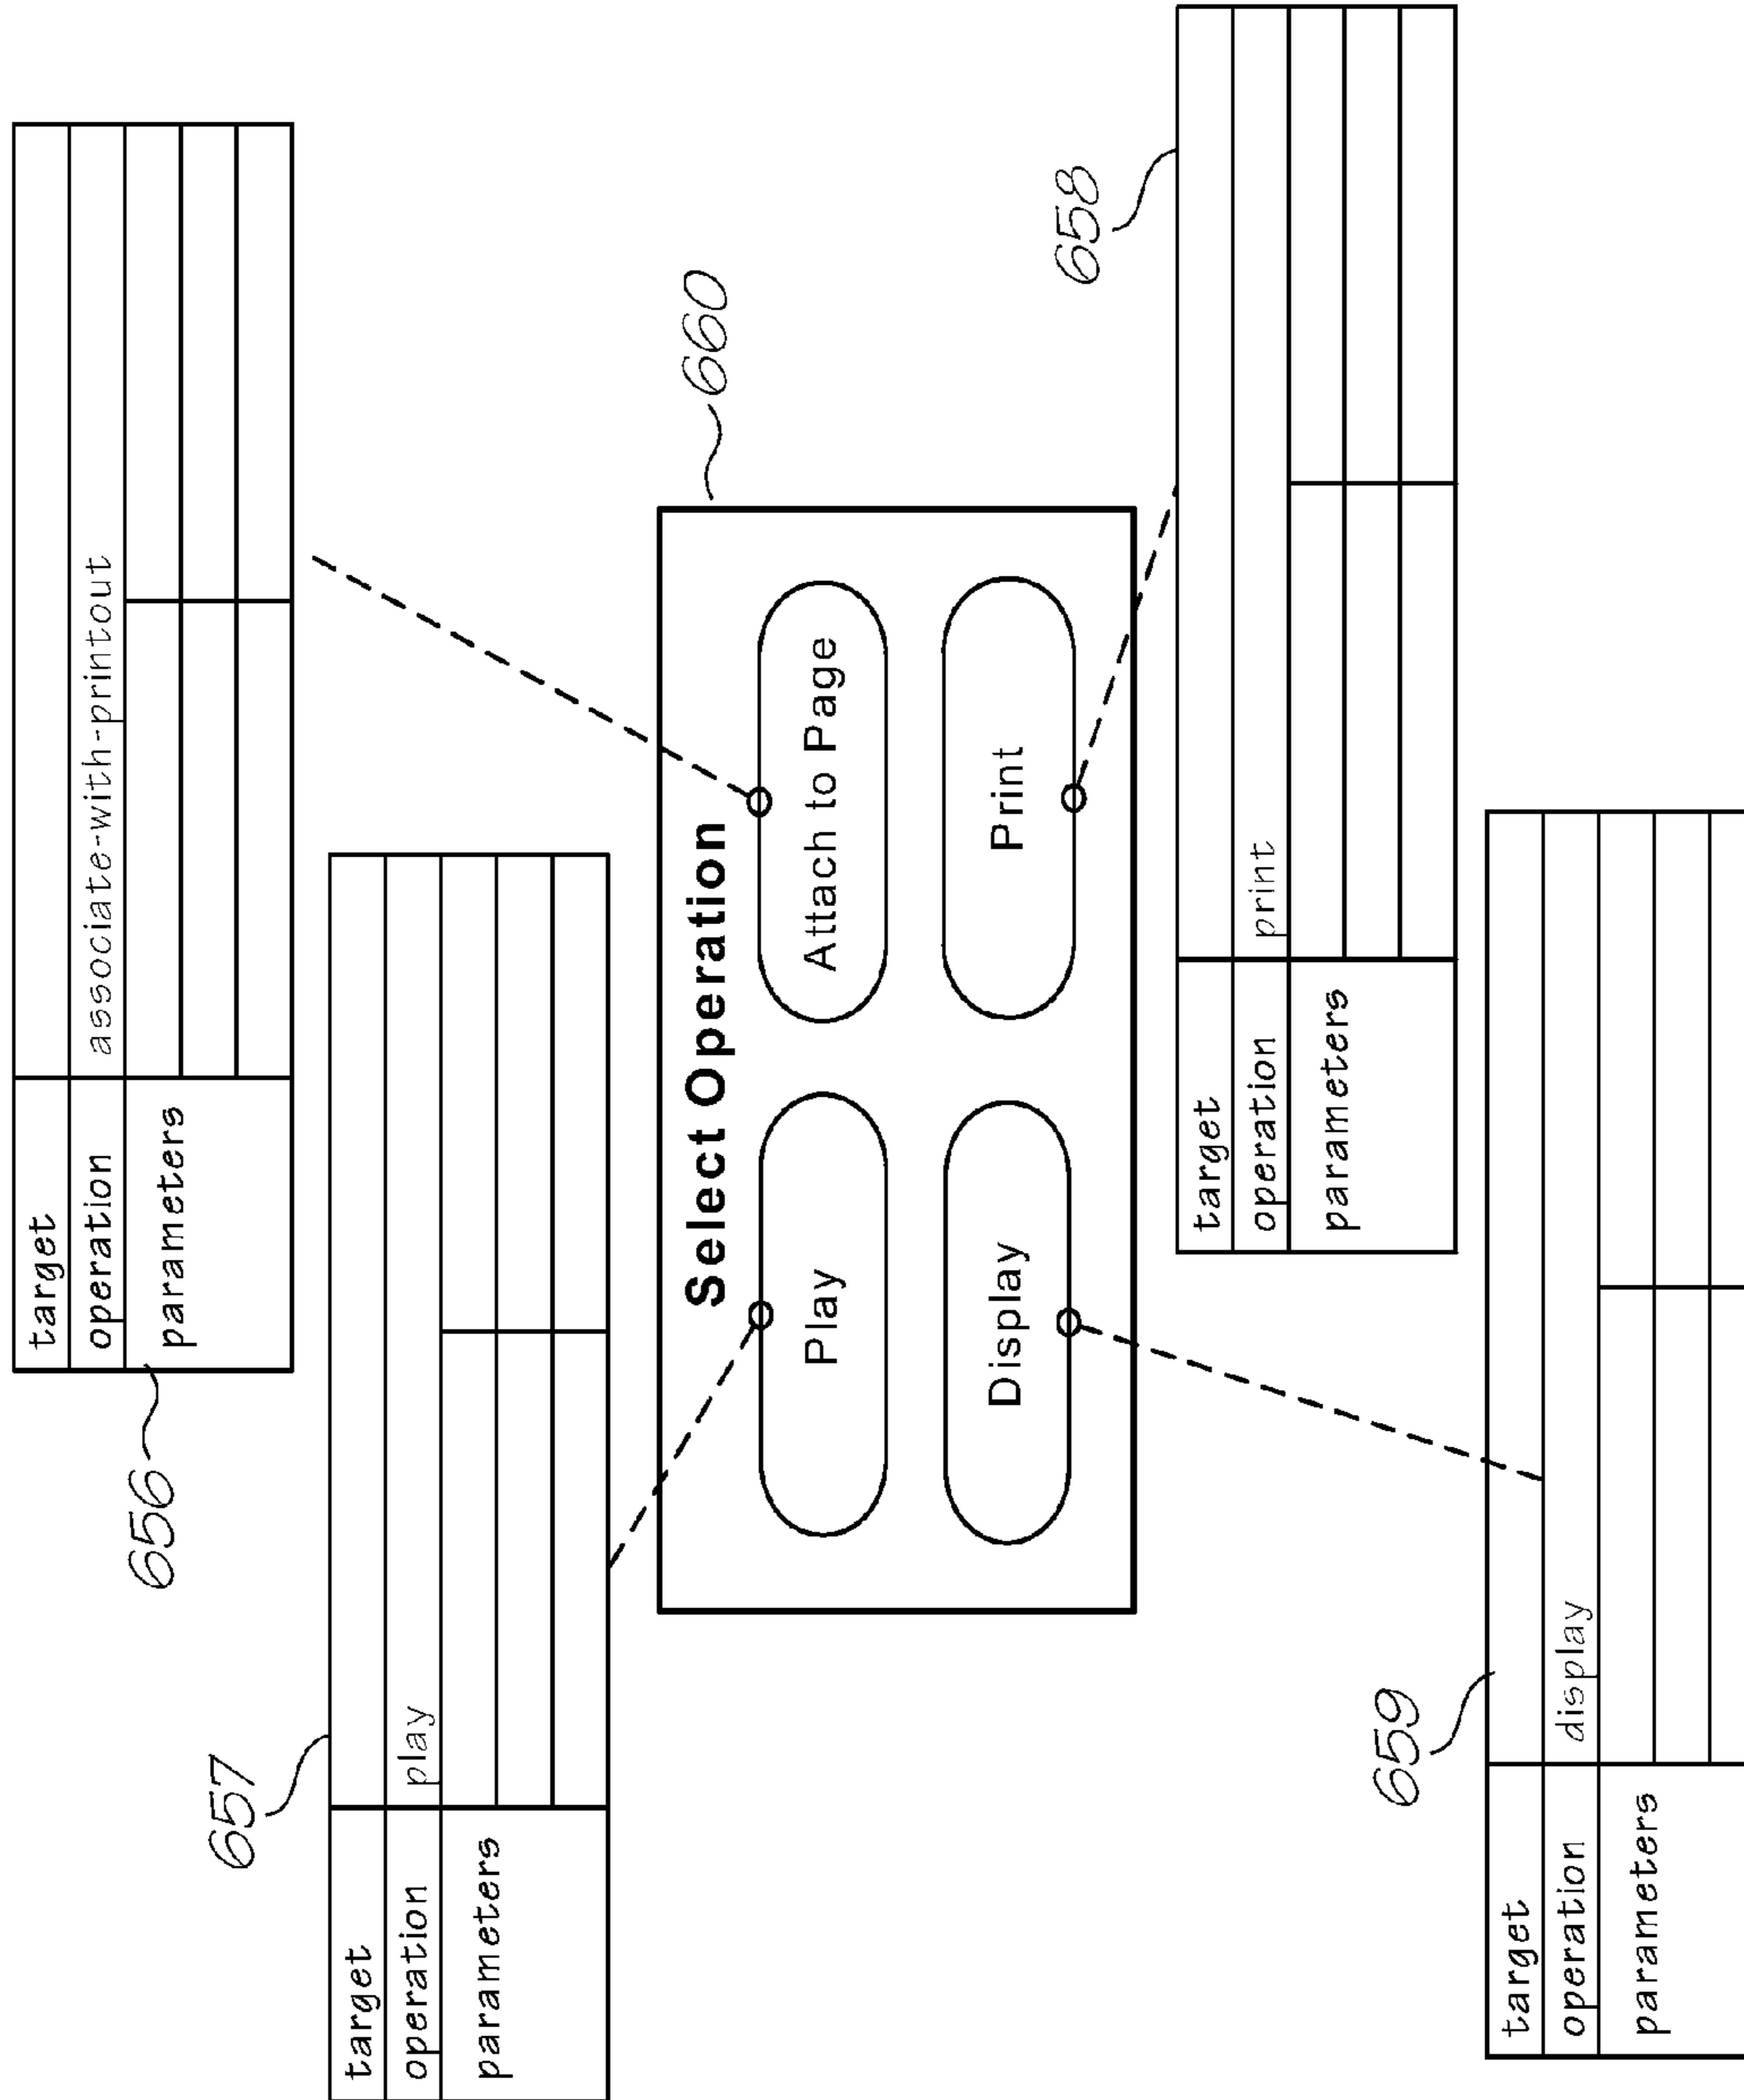 target
operation associate-with-printout
parameters
656
target
operation play
parameters
657
660
Select Operation
Play Attach to Page
Display Print
658
target
operation print
parameters
659
target
operation display
parameters